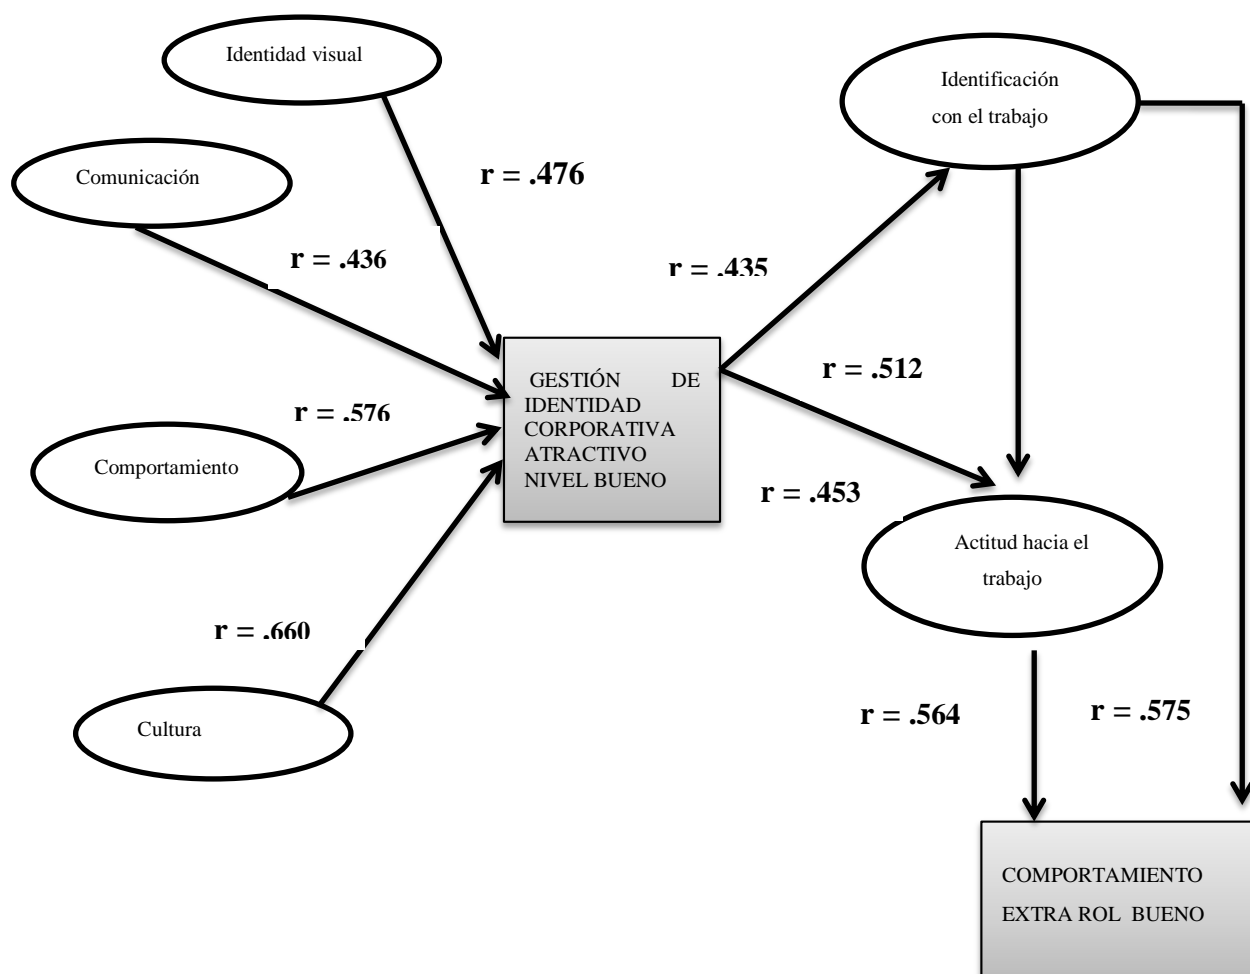 Identidad visual
Identificación
con el trabajo
Comunicación
r = .476
r = .436
r = .435
GESTIÓN DE
IDENTIDAD
CORPORATIVA
ATRACTIVO
NIVEL BUENO
r = .512
r = .576
Comportamiento
r = .453
Actitud hacia el
trabajo
r = .660
Cultura
r = .564
r = .575
COMPORTAMIENTO
EXTRA ROL BUENO